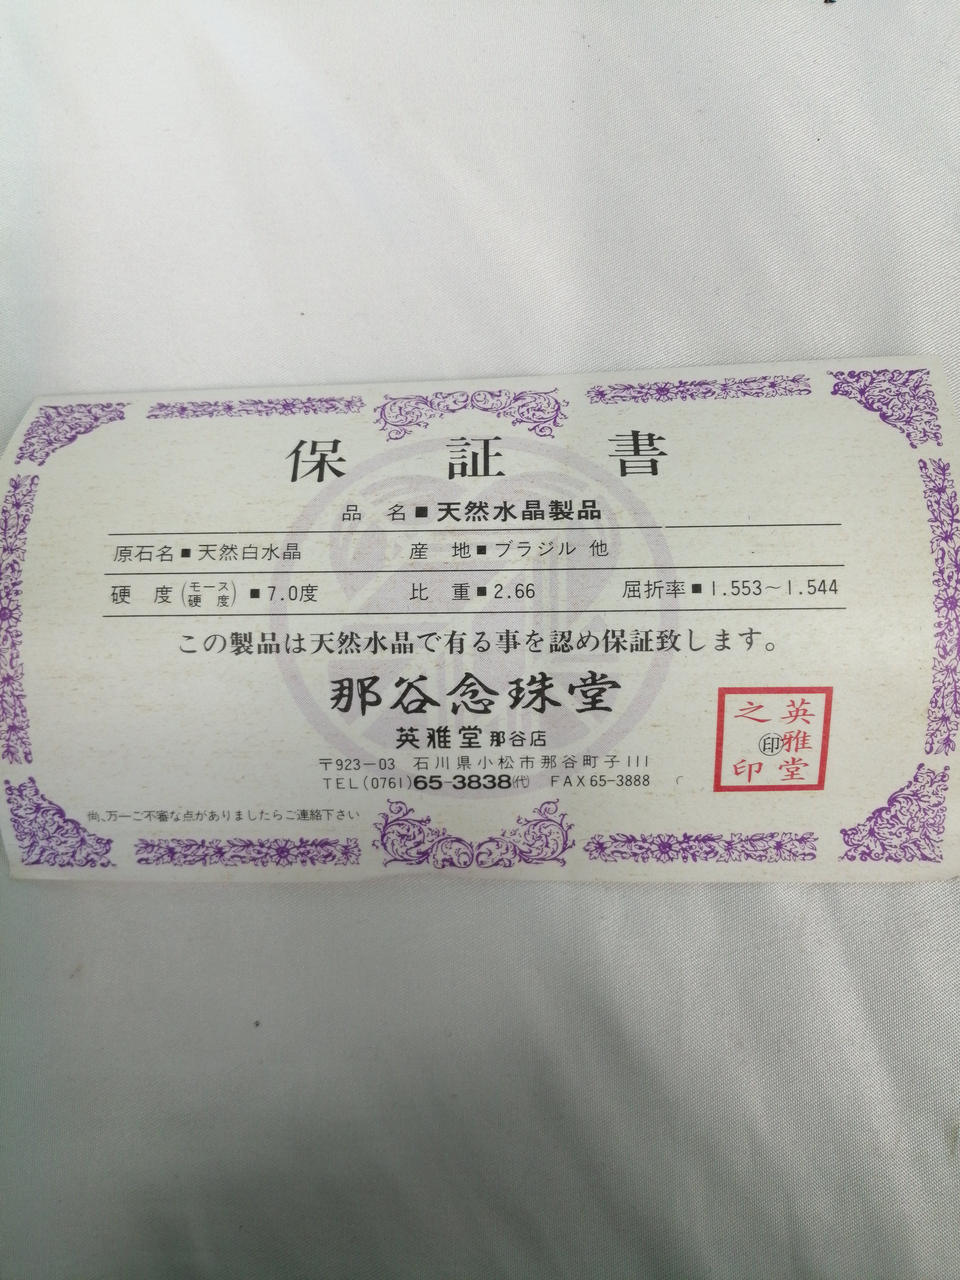 保証書
品 名■天然水晶製品
原石名■天然白水晶 産 地■ブラジル 他
硬 度(モース硬 度)■7.0度 比 重■2.66 屈折率■1.553～1.544
この製品は天然水晶で有る事を認め保証致します。
那谷念珠堂
英雅堂那谷店
〒923-03 石川県小松市那谷町子111
TEL(0761)65-3838㈹ FAX65-3888
尚、万一ご不審な点がありましたらご連絡下さい
英雅堂
之印
㊞